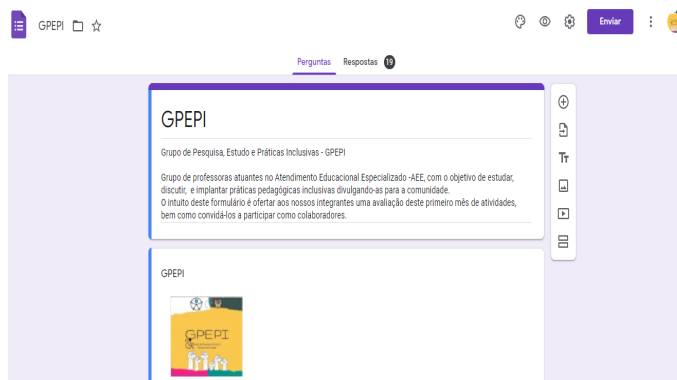 GPEPI
Enviar
Perguntas
Respostas 19
GPEPI
Grupo de Pesquisa, Estudo e Práticas Inclusivas - GPEPI
Grupo de professoras atuantes no Atendimento Educacional Especializado -AEE, com o objetivo de estudar,
discutir, e implantar práticas pedagógicas inclusivas divulgando-as para a comunidade.
O intuito deste formulário é ofertar aos nossos integrantes uma avaliação deste primeiro mês de atividades,
bem como convidá-los a participar como colaboradores.
Tт
GPEPI
GPEPI